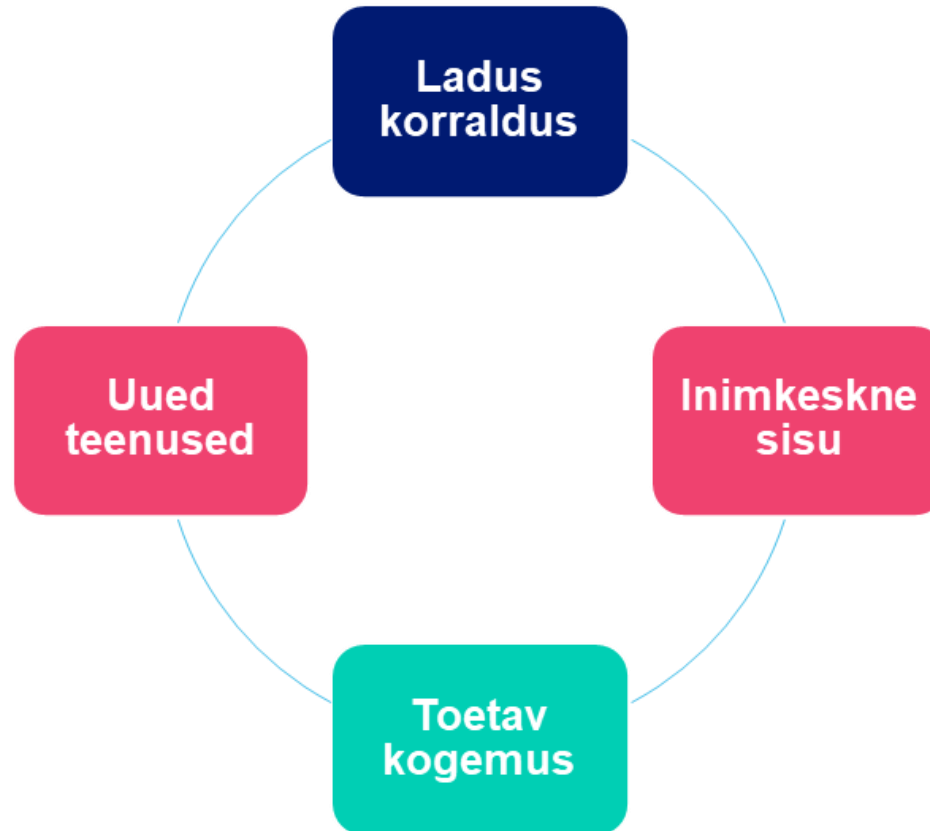 Ladus
korraldus
Uued
teenused
Inimkeskne
sisu
Toetav
kogemus